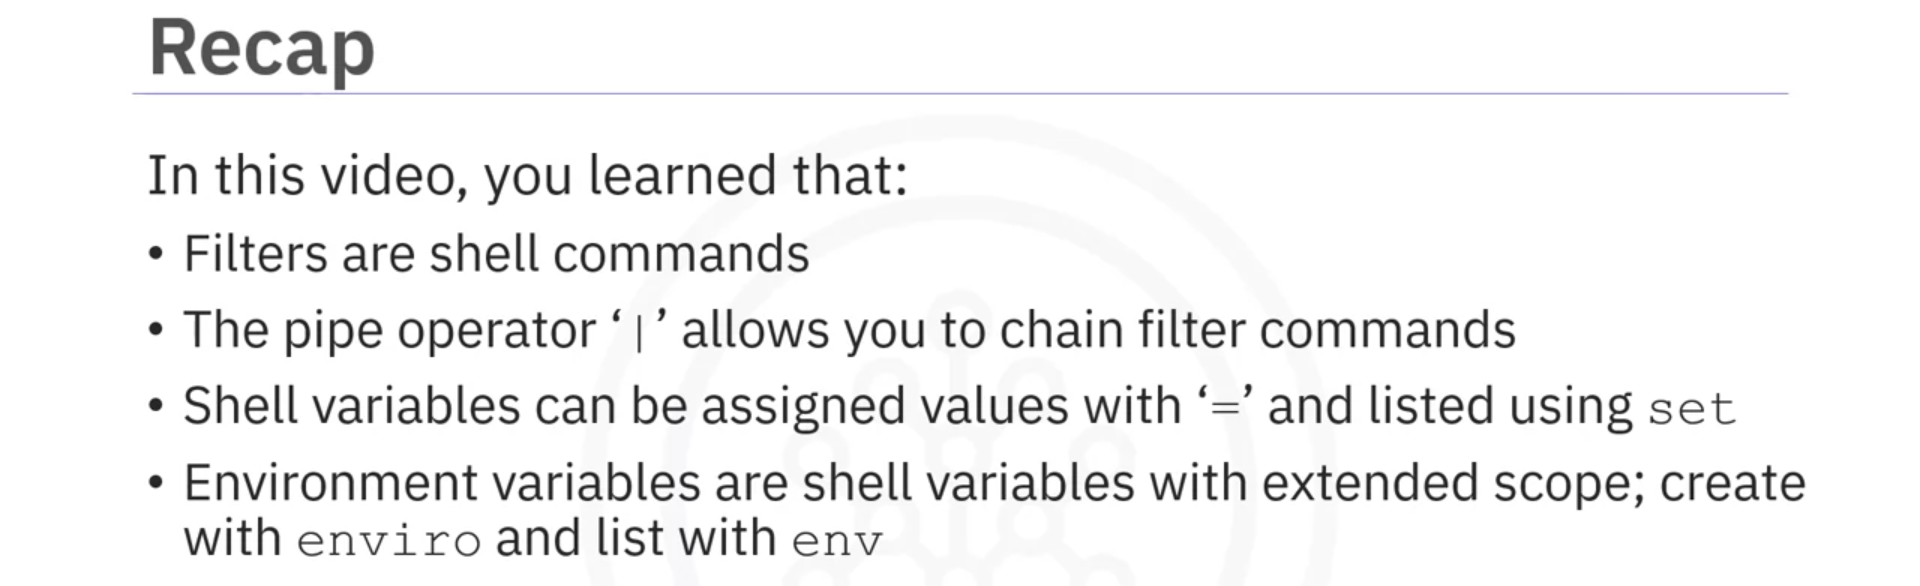 Recap
In this video, you learned that:
• Filters are shell commands
• The pipe operator ‘|’ allows you to chain filter commands
• Shell variables can be assigned values with ‘=’ and listed using set
• Environment variables are shell variables with extended scope; create
with enviro and list with env